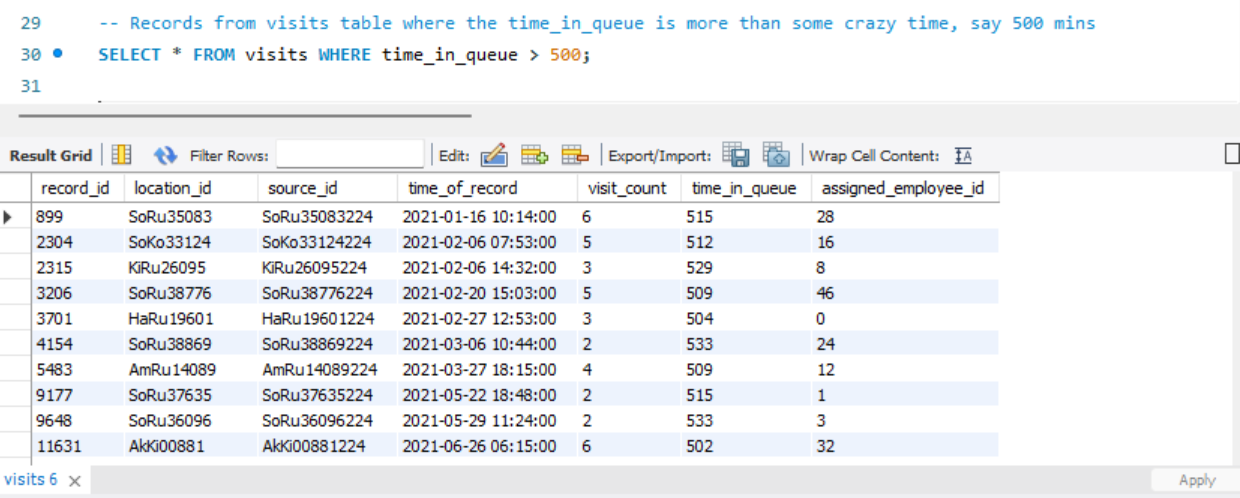 29 -- Records from visits table where the time_in_queue is more than some crazy time, say 500 mins
30 SELECT * FROM visits WHERE time_in_queue > 500;
31
Result Grid Filter Rows: Edit: Export/Import: Wrap Cell Content: IA
record_id location_id source_id time_of_record visit_count time_in_queue assigned_employee_id
899 SoRu35083 SoRu35083224 2021-01-16 10:14:00 6 515 28
2304 SoKo33124 SoKo33124224 2021-02-06 07:53:00 5 512 16
2315 KiRu26095 KiRu26095224 2021-02-06 14:32:00 3 529 8
3206 SoRu38776 SoRu38776224 2021-02-20 15:03:00 5 509 46
3701 HaRu19601 HaRu19601224 2021-02-27 12:53:00 3 504 0
4154 SoRu38869 SoRu38869224 2021-03-06 10:44:00 2 533 24
5483 AmRu14089 AmRu14089224 2021-03-27 18:15:00 4 509 12
9177 SoRu37635 SoRu37635224 2021-05-22 18:48:00 2 515 1
9648 SoRu36096 SoRu36096224 2021-05-29 11:24:00 2 533 3
11631 AkKi00881 AkKi00881224 2021-06-26 06:15:00 6 502 32
visits 6 Apply